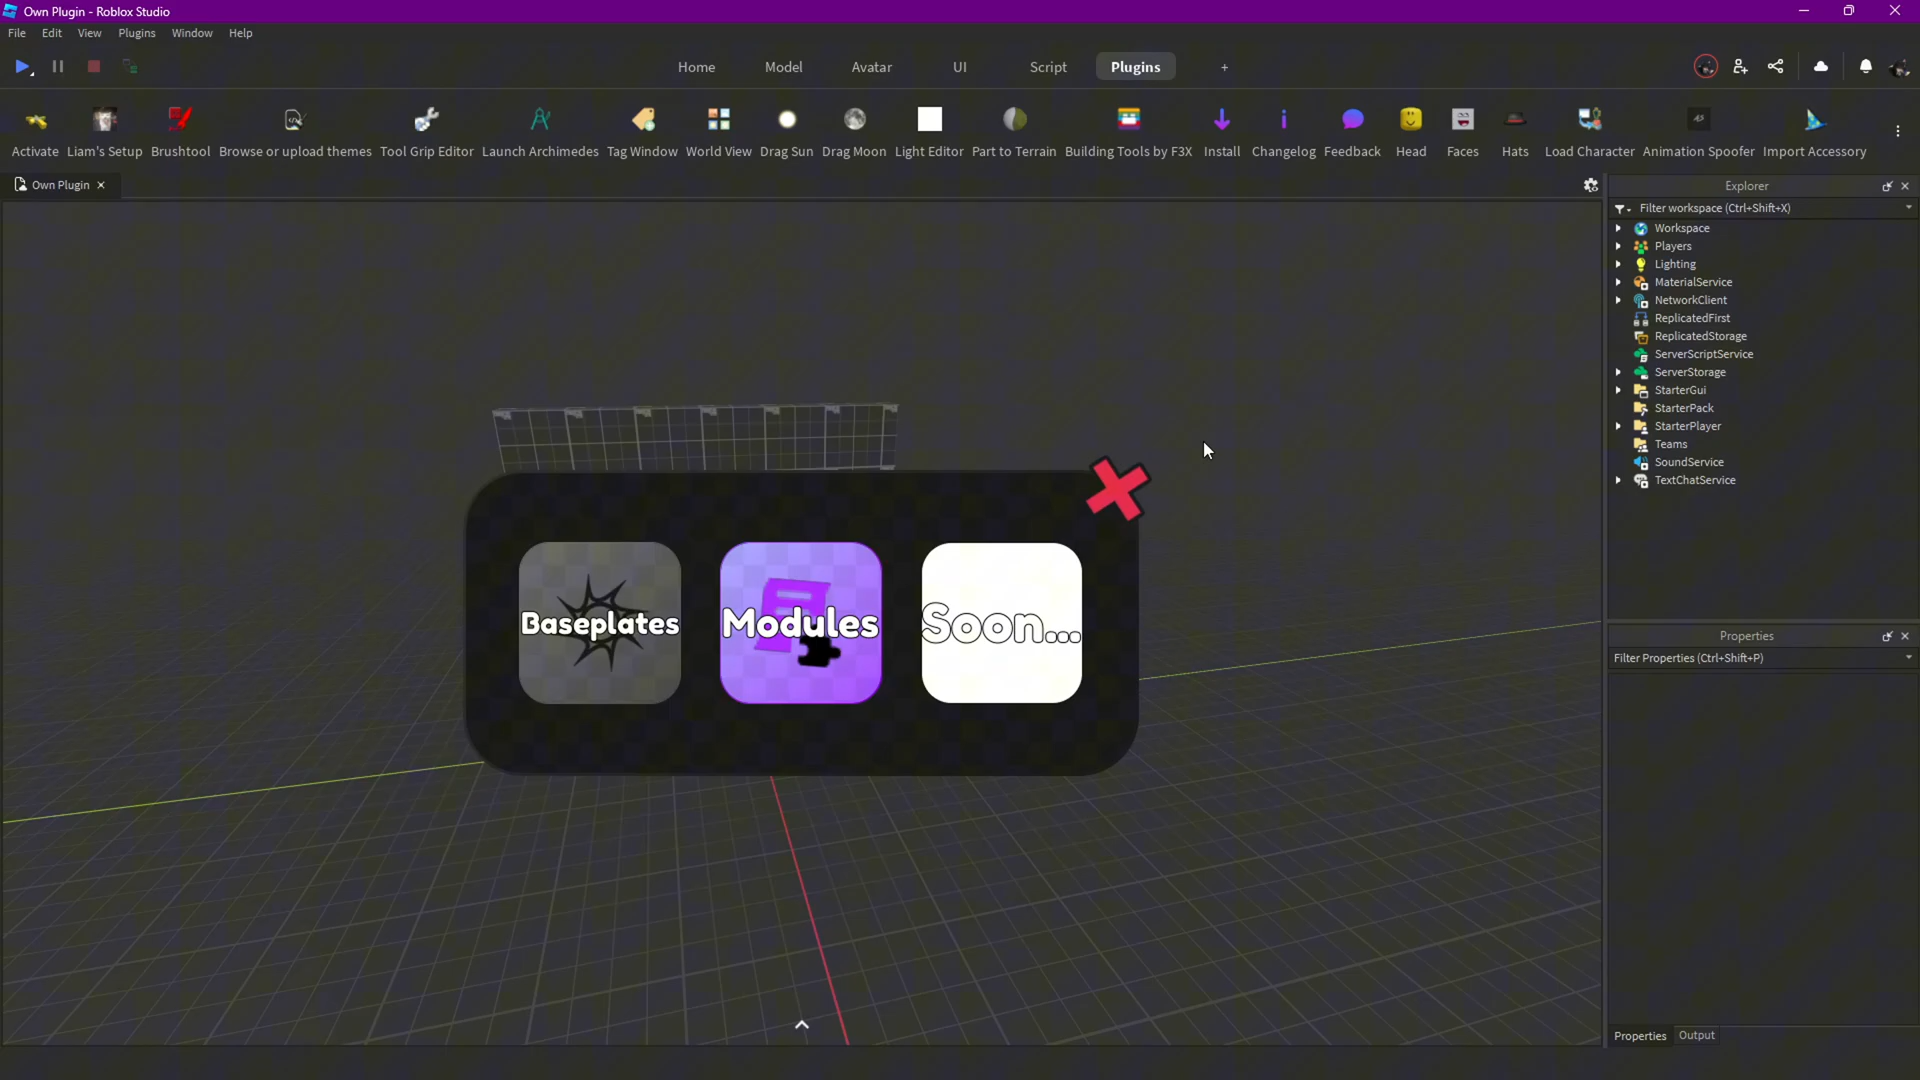 Own Plugin - Roblox Studio
File Edit View Plugins Window Help
Home Model Avatar UI Script Plugins +
Activate Liam's Setup Brushtool Browse or upload themes Tool Grip Editor Launch Archimedes Tag Window World View Drag Sun Drag Moon Light Editor Part to Terrain Building Tools by F3X Install Changelog Feedback Head Faces Hats Load Character Animation Spoofer Import Accessory
Own Plugin
Explorer
Filter workspace (Ctrl+Shift+X)
Workspace
Players
Lighting
MaterialService
NetworkClient
ReplicatedFirst
ReplicatedStorage
ServerScriptService
ServerStorage
StarterGui
StarterPack
StarterPlayer
Teams
SoundService
TextChatService
Baseplates Modules Soon...
Properties
Filter Properties (Ctrl+Shift+P)
Properties Output